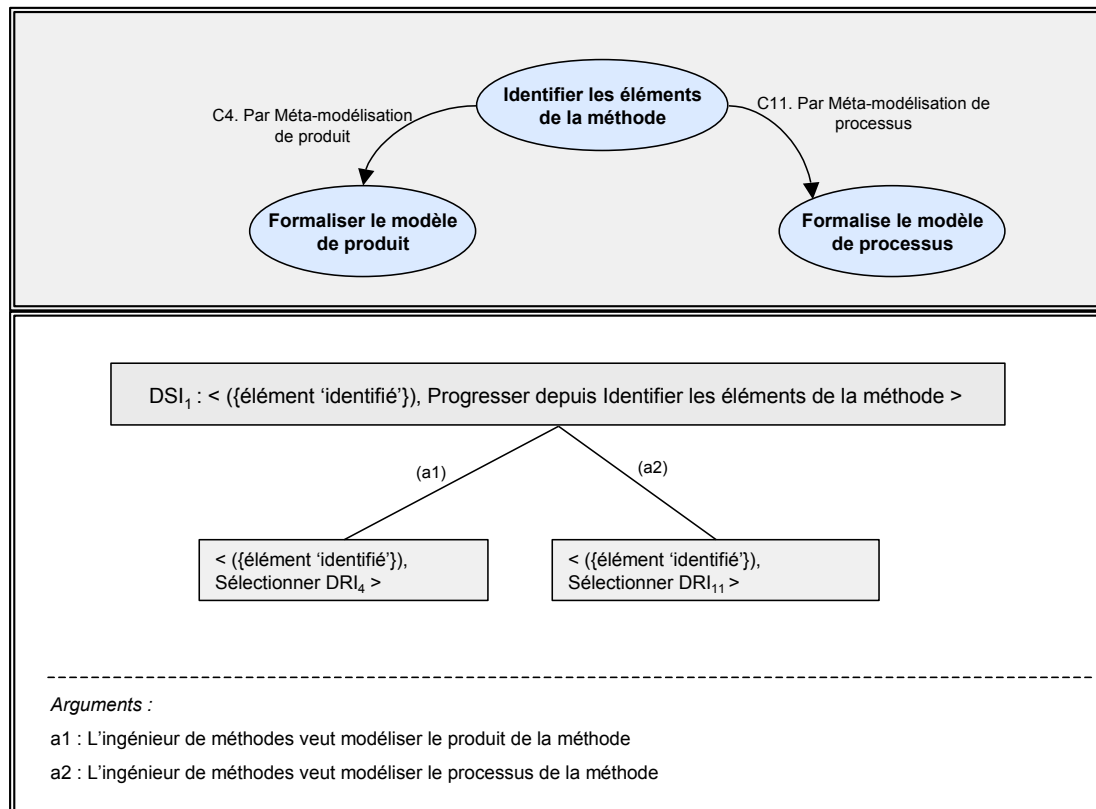 Identifier les éléments
de la méthode
C4. Par Méta-modélisation
de produit
C11. Par Méta-modélisation de
processus
Formaliser le modèle
de produit
Formalise le modèle
de processus
DSI1 : < ({élément ‘identifié’}), Progresser depuis Identifier les éléments de la méthode >
(a1)
(a2)
< ({élément ‘identifié’}),
Sélectionner DRI4 >
< ({élément ‘identifié’}),
Sélectionner DRI11 >
Arguments :
a1 : L’ingénieur de méthodes veut modéliser le produit de la méthode
a2 : L’ingénieur de méthodes veut modéliser le processus de la méthode